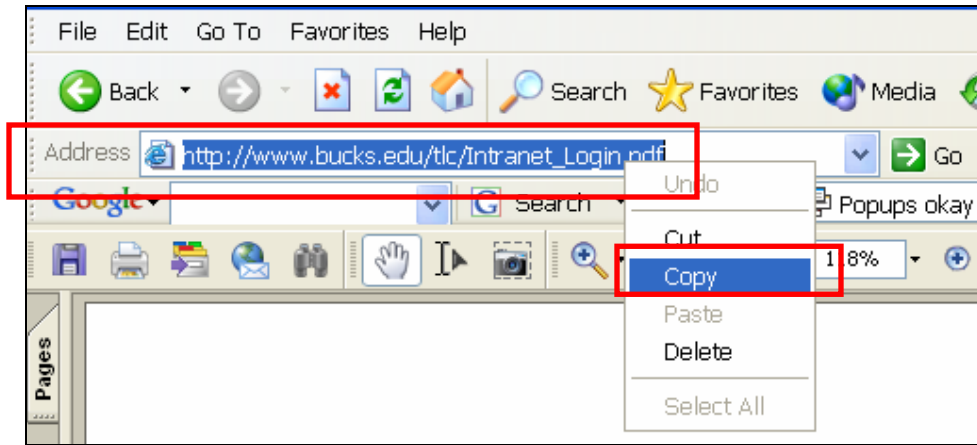 File Edit Go To Favorites Help
Back Search Favorites Media
Address http://www.bucks.edu/tlc/Intranet_Login.pdf Go
Google Search Popups okay
Undo
Cut
Copy
Paste
Delete
Select All
Pages